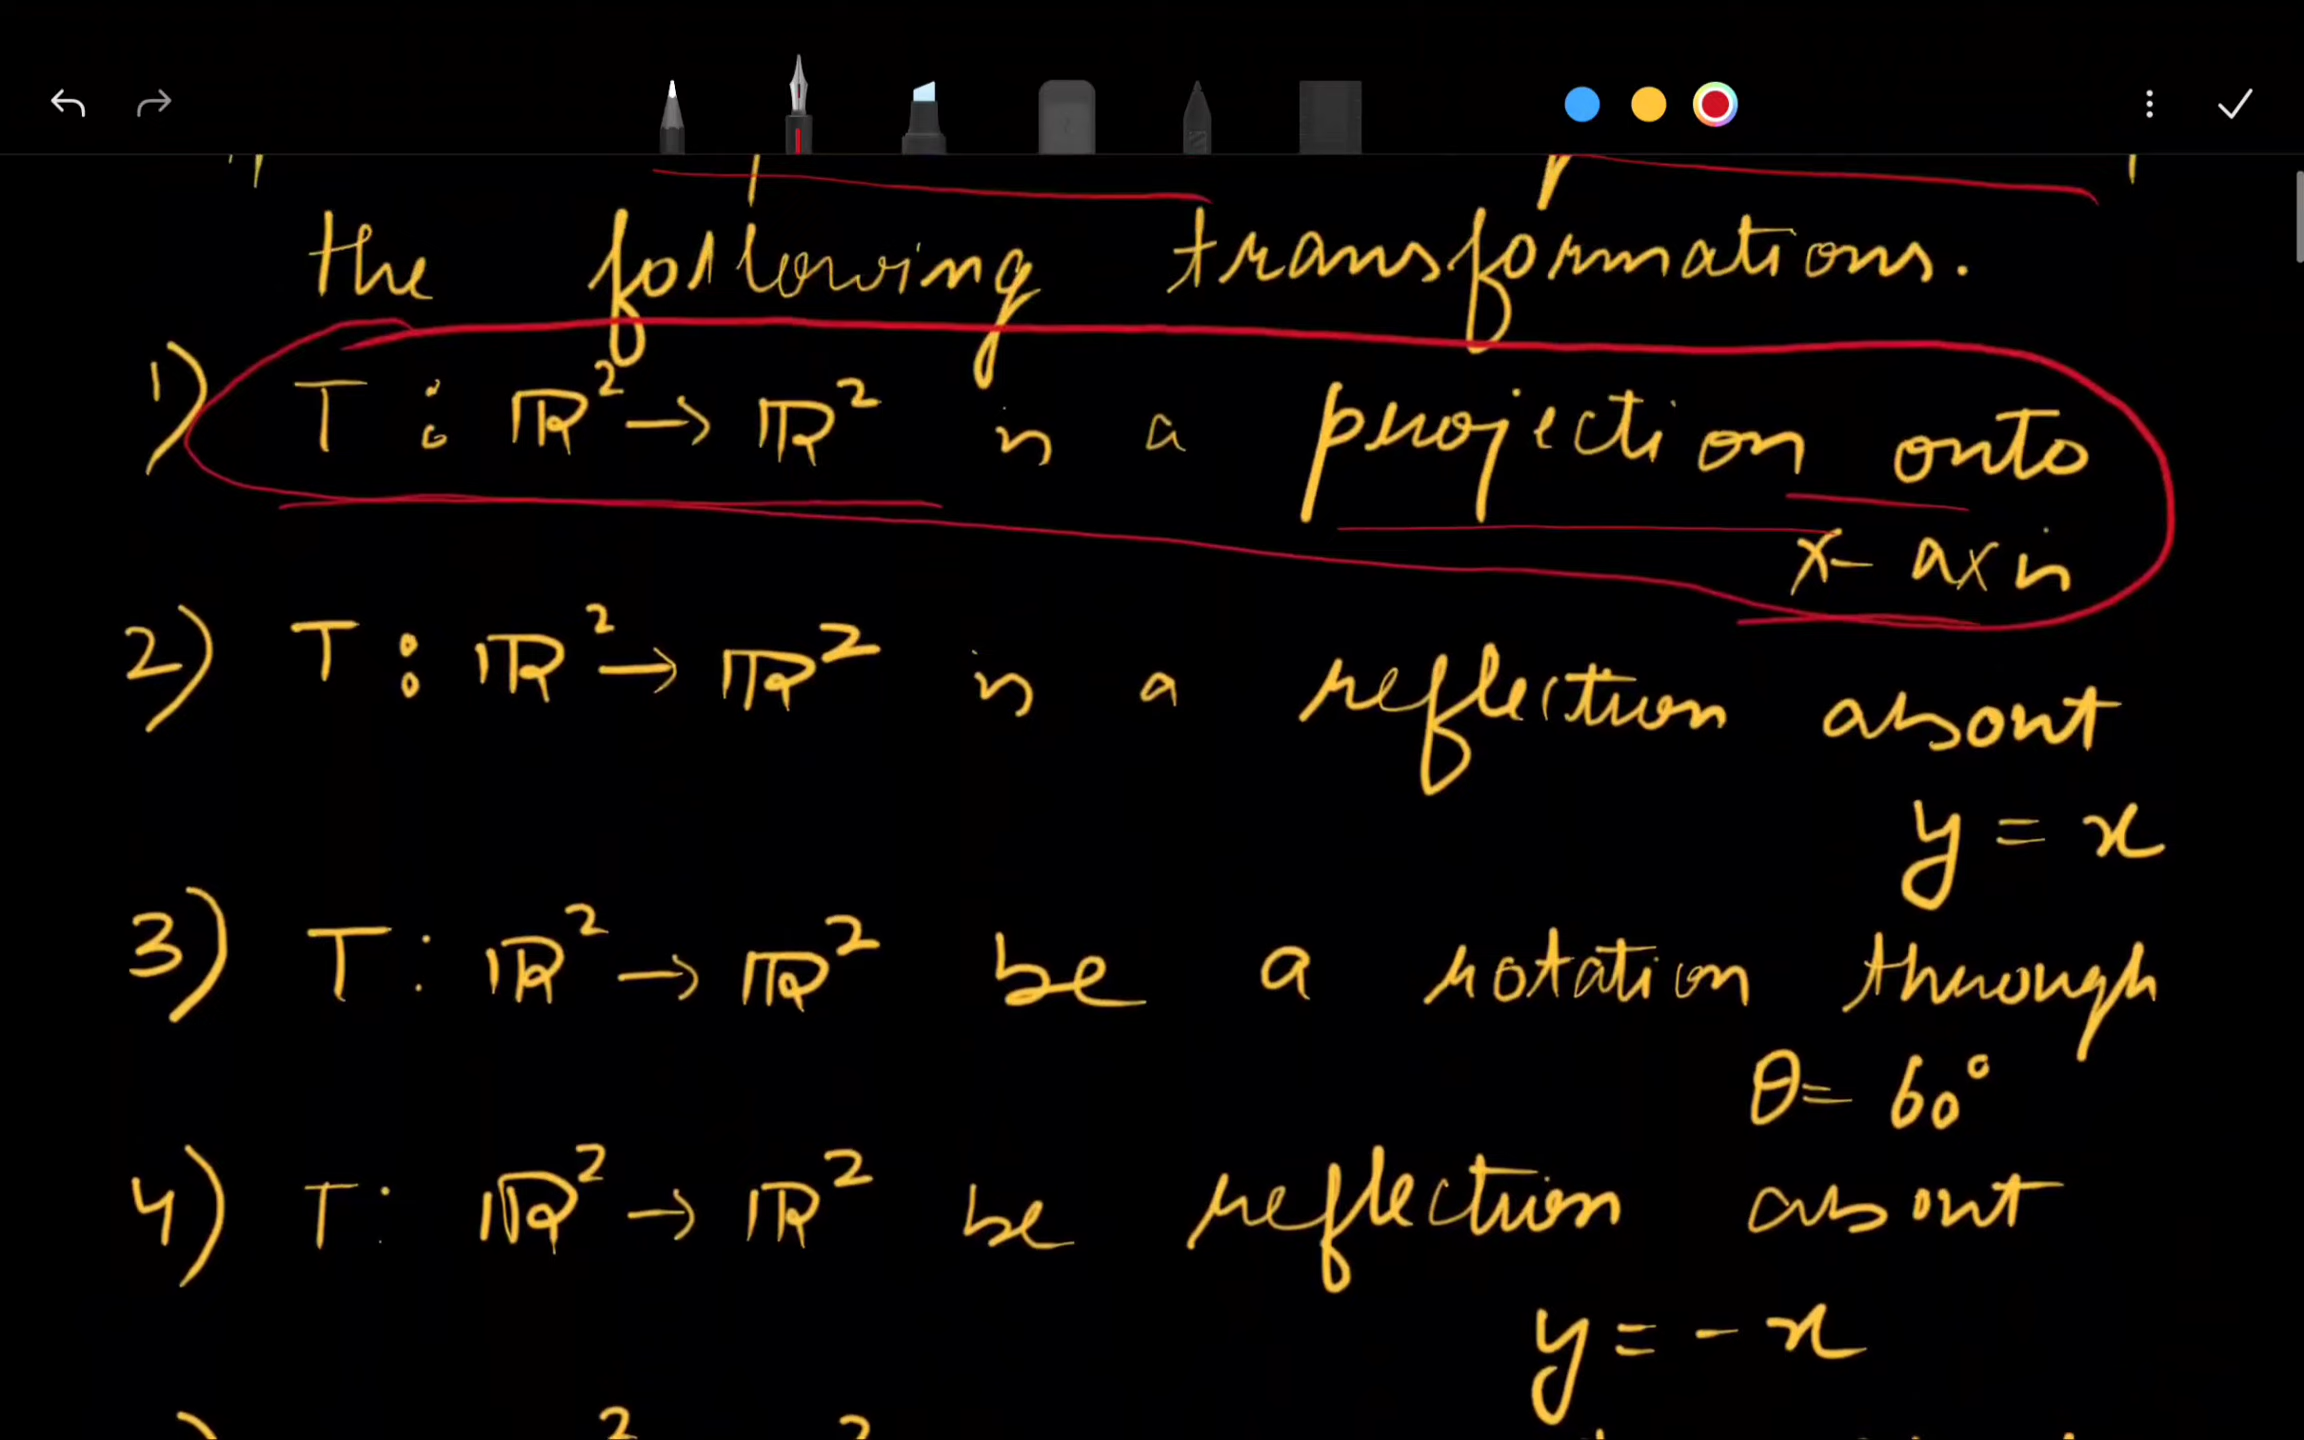 the following transformations.
1) T : ℝ² → ℝ² is a projection onto
x-axis
2) T : ℝ² → ℝ² is a reflection about
y = x
3) T : ℝ² → ℝ² be a rotation through
θ = 60°
4) T : ℝ² → ℝ² be reflection about
y = - x